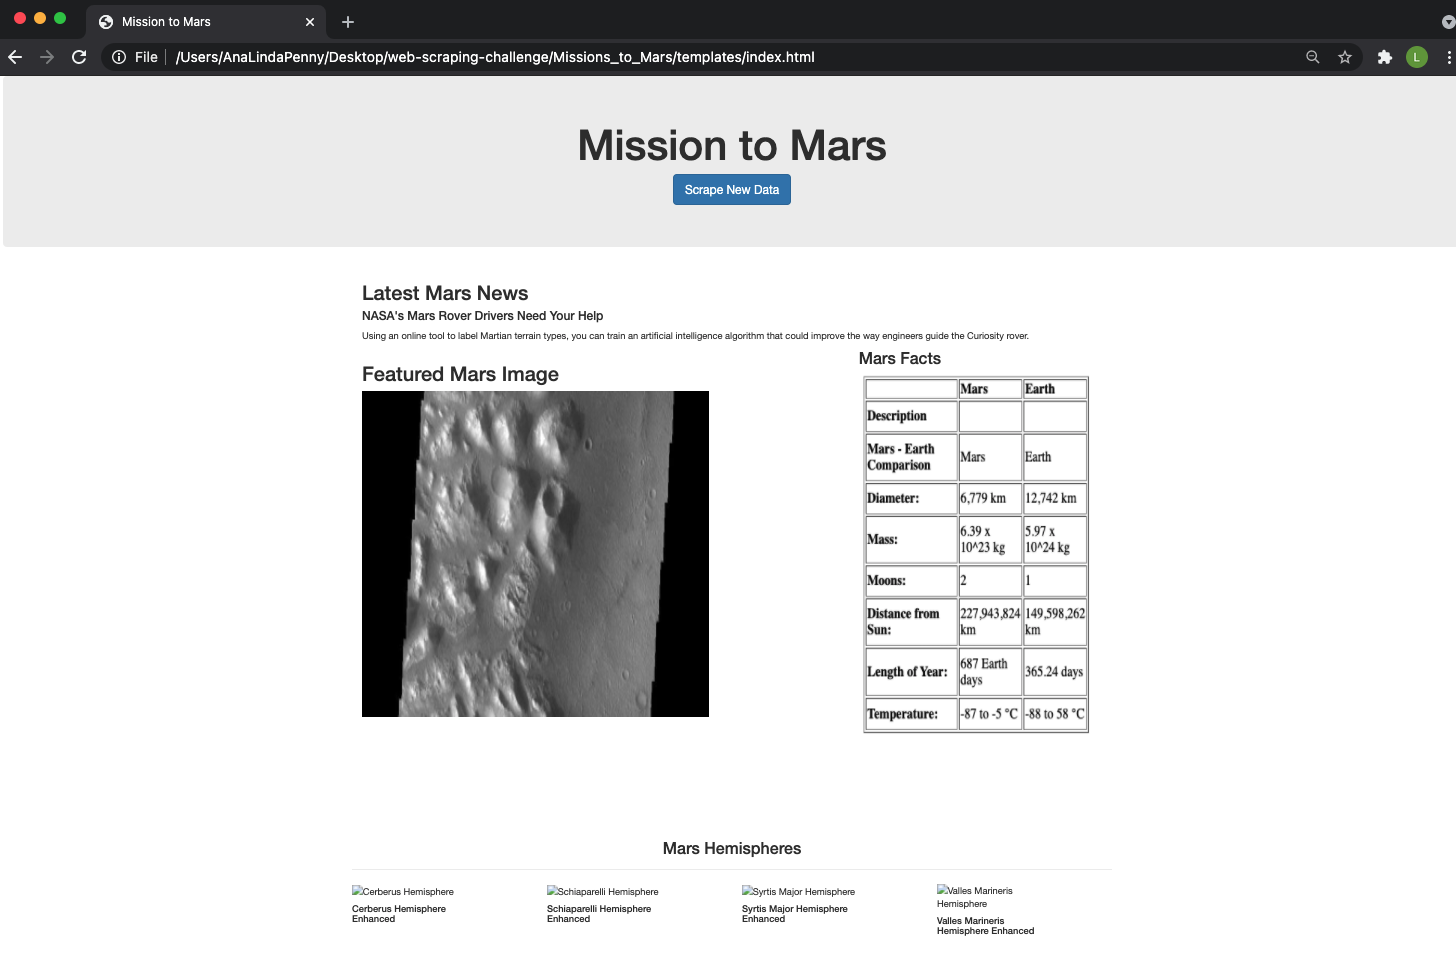 Mission to Mars
File
/Users/AnaLindaPenny/Desktop/web-scraping-challenge/Missions_to_Mars/templates/index.html
L
Mission to Mars
Scrape New Data
Latest Mars News
NASA's Mars Rover Drivers Need Your Help
Using an online tool to label Martian terrain types, you can train an artificial intelligence algorithm that could improve the way engineers guide the Curiosity rover.
Featured Mars Image
Mars Facts
Mars Earth
Description
Mars - Earth
Comparison
Mars Earth
Diameter: 6,779 km 12,742 km
Mass: 6.39 x
10^23 kg
5.97 x
10^24 kg
Moons: 2 1
Distance from
Sun:
227,943,824
km
149,598,262
km
Length of Year: 687 Earth
days
365.24 days
Temperature: -87 to -5 °C -88 to 58 °C
Mars Hemispheres
Cerberus Hemisphere
Cerberus Hemisphere
Enhanced
Schiaparelli Hemisphere
Schiaparelli Hemisphere
Enhanced
Syrtis Major Hemisphere
Syrtis Major Hemisphere
Enhanced
Valles Marineris
Hemisphere
Valles Marineris
Hemisphere Enhanced